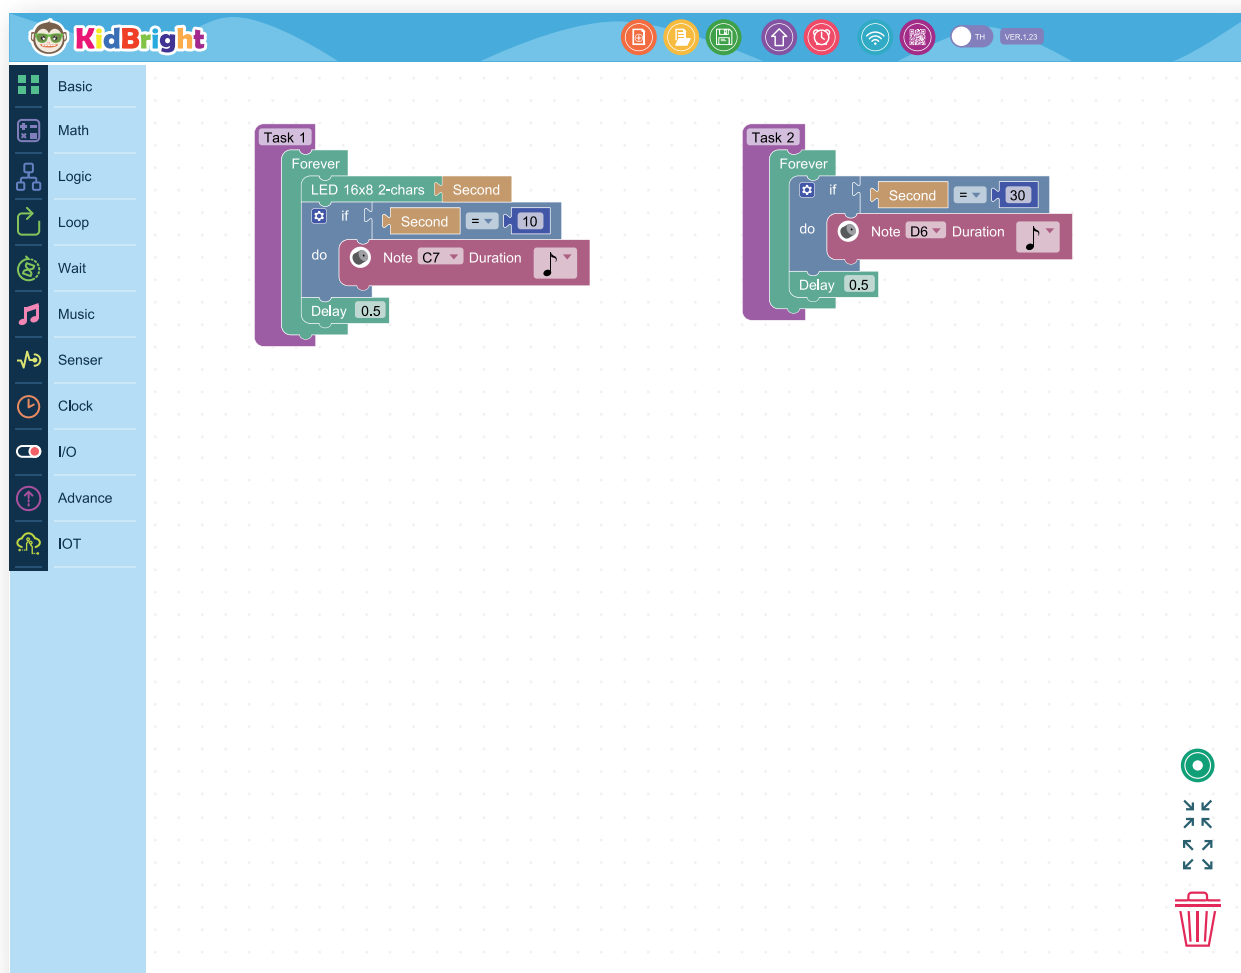 KidBright
TH
VER.1.23
Basic
Math
Logic
Loop
Wait
Music
Senser
Clock
I/O
Advance
IOT
Task 1
Forever
LED 16x8 2-chars Second
if Second = 10
do Note C7 Duration
Delay 0.5
Task 2
Forever
if Second = 30
do Note D6 Duration
Delay 0.5